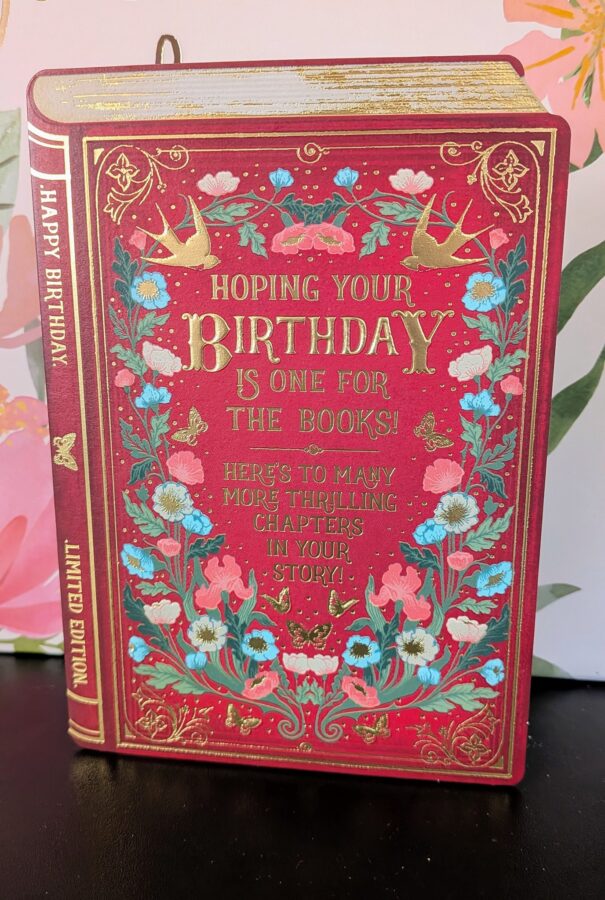 HAPPY BIRTHDAY.
.LIMITED EDITION.
HOPING YOUR
BIRTHDAY
IS ONE FOR
THE BOOKS!
HERE'S TO MANY
MORE THRILLING
CHAPTERS
IN YOUR
STORY!